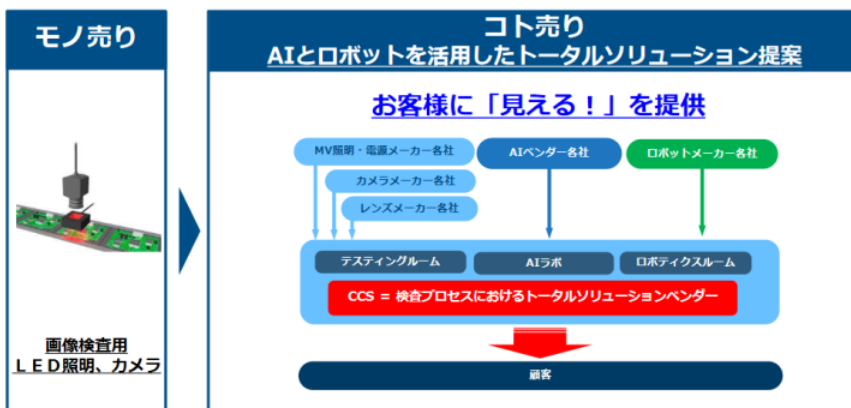 モノ売り
画像検査用
ＬＥＤ照明、カメラ
コト売り
AIとロボットを活用したトータルソリューション提案
お客様に「見える！」を提供
MV照明・電源メーカー各社
AIベンダー各社
ロボットメーカー各社
カメラメーカー各社
レンズメーカー各社
テスティングルーム
AIラボ
ロボティクスルーム
CCS = 検査プロセスにおけるトータルソリューションベンダー
顧客